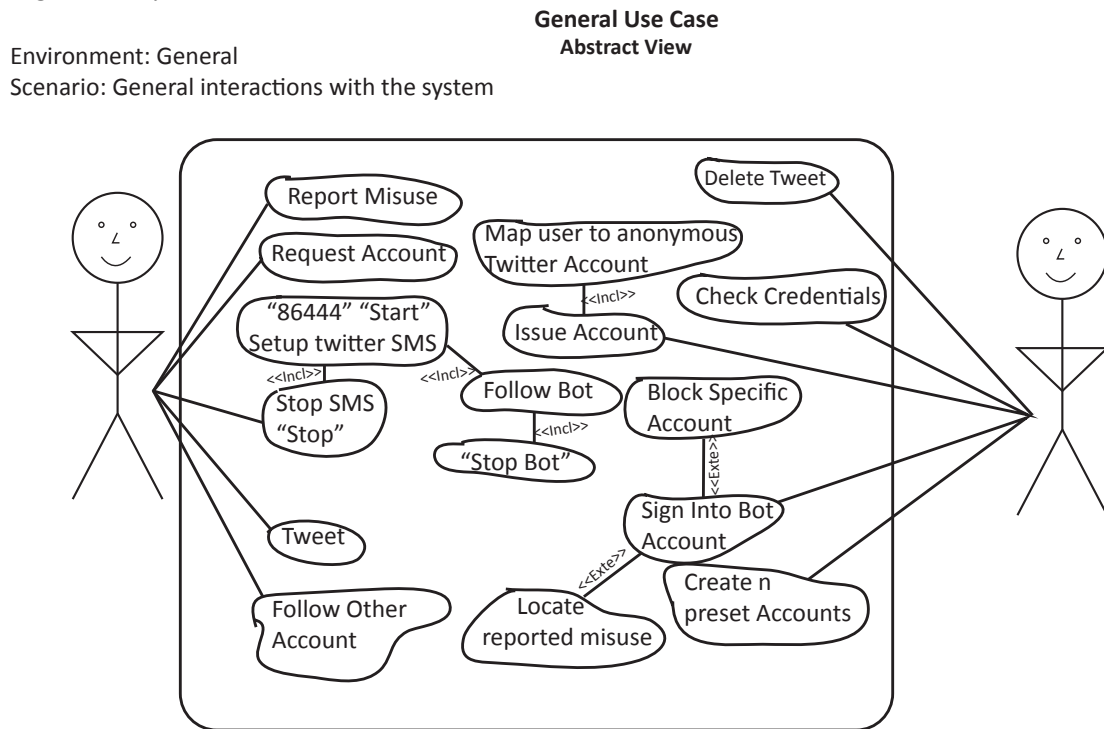 General Use Case
Abstract View
Environment: General
Scenario: General interactions with the system
Report Misuse
Delete Tweet
Request Account
Map user to anonymous
Twitter Account
<<Incl>>
Check Credentials
“86444” “Start”
Setup twitter SMS
Issue Account
<<Incl>>
<<Incl>>
Stop SMS
“Stop”
Follow Bot
Block Specific
Account
<<Incl>>
“Stop Bot”
<<Exte>>
Sign Into Bot
Account
Tweet
<<Exte>>
Create n
preset Accounts
Follow Other
Account
Locate
reported misuse